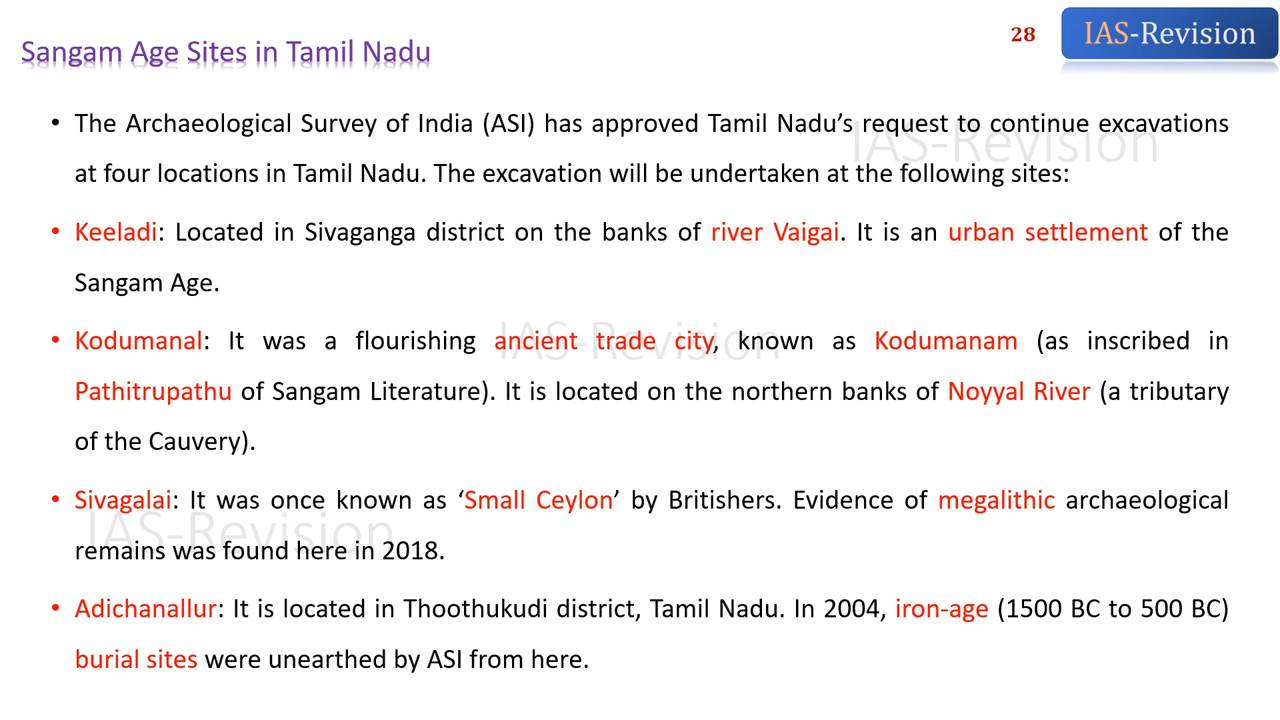 Sangam Age Sites in Tamil Nadu
28
IAS-Revision
• The Archaeological Survey of India (ASI) has approved Tamil Nadu’s request to continue excavations
at four locations in Tamil Nadu. The excavation will be undertaken at the following sites:
IAS-Revision
• Keeladi: Located in Sivaganga district on the banks of river Vaigai. It is an urban settlement of the
Sangam Age.
• Kodumanal: It was a flourishing ancient trade city, known as Kodumanam (as inscribed in
IAS-Revision
Pathitrupathu of Sangam Literature). It is located on the northern banks of Noyyal River (a tributary
of the Cauvery).
• Sivagalai: It was once known as ‘Small Ceylon’ by Britishers. Evidence of megalithic archaeological
IAS-Revision
remains was found here in 2018.
• Adichanallur: It is located in Thoothukudi district, Tamil Nadu. In 2004, iron-age (1500 BC to 500 BC)
burial sites were unearthed by ASI from here.